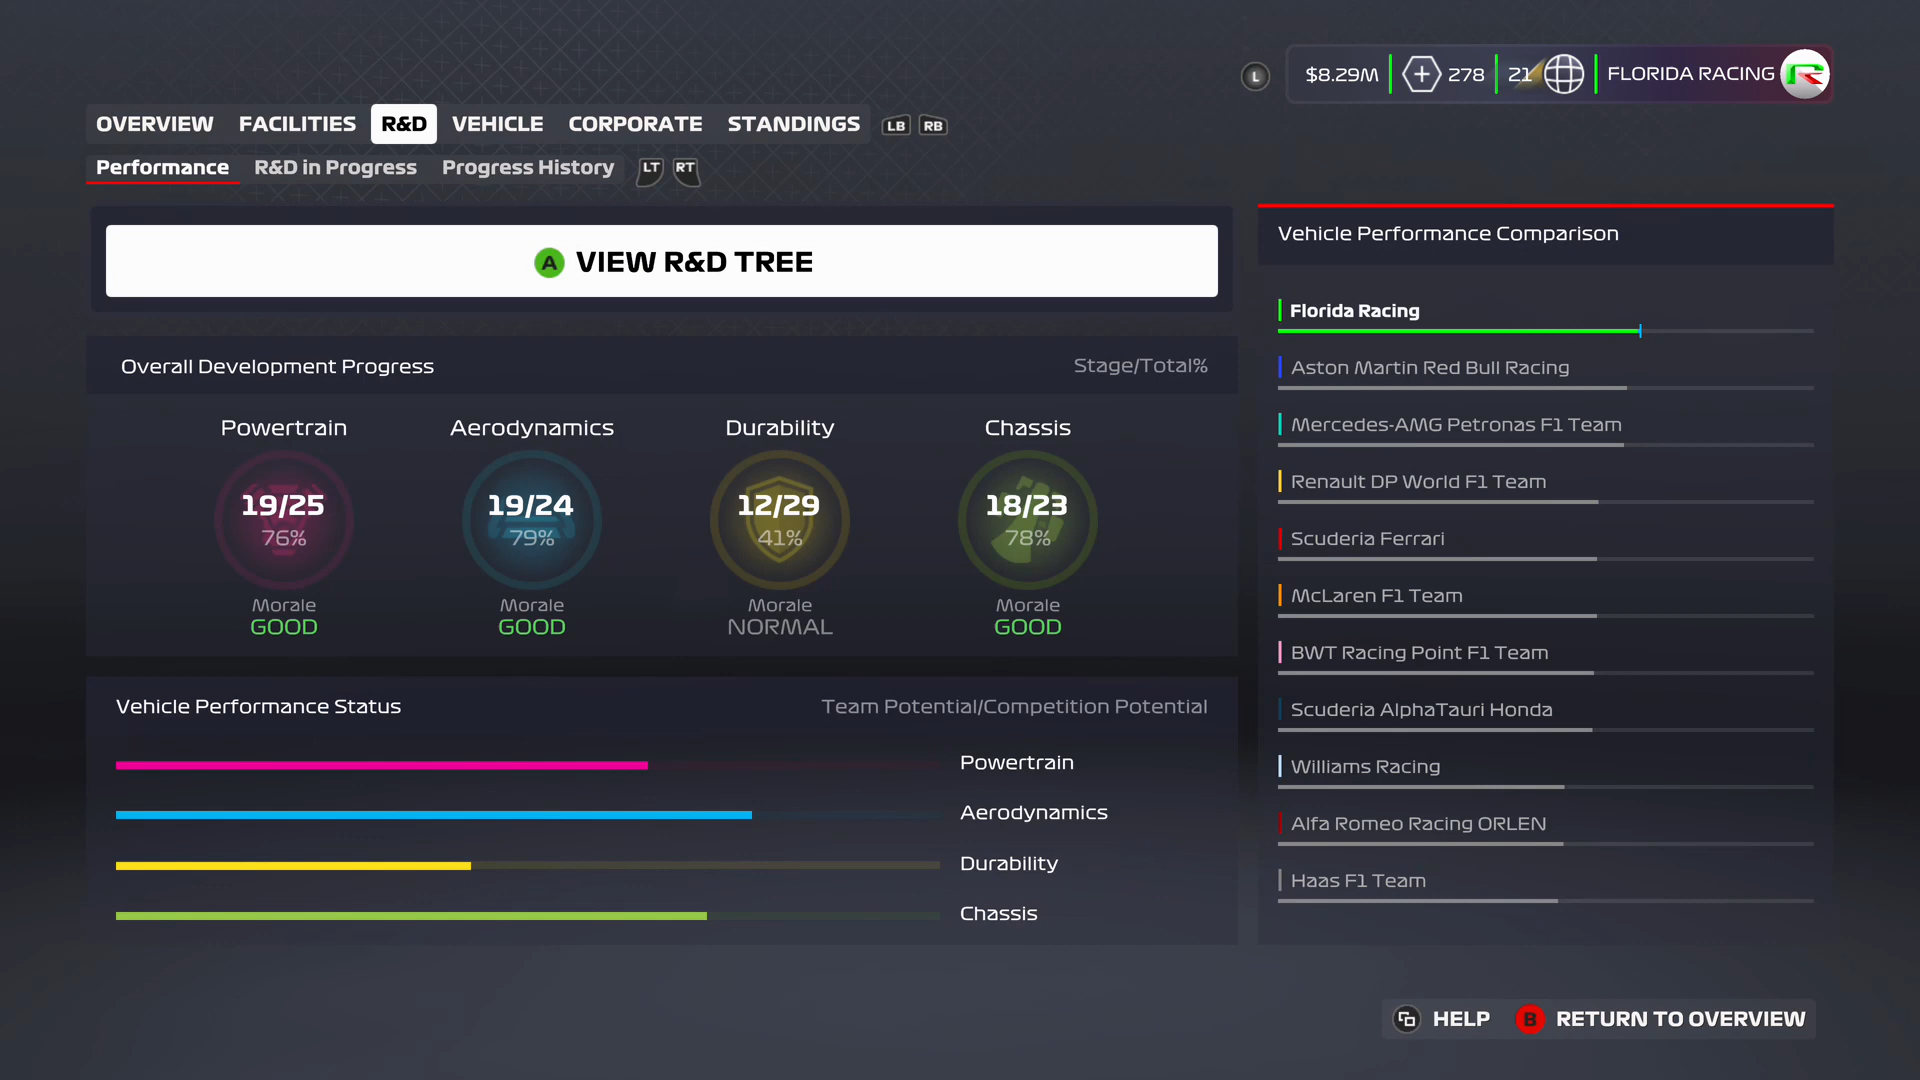 L $8.29M 278 21 FLORIDA RACING R
OVERVIEW FACILITIES R&D VEHICLE CORPORATE STANDINGS LB RB
Performance R&D in Progress Progress History LT RT
A VIEW R&D TREE
Overall Development Progress Stage/Total%
Powertrain Aerodynamics Durability Chassis
19/25 19/24 12/29 18/23
76% 79% 41% 78%
Morale Morale Morale Morale
GOOD GOOD NORMAL GOOD
Vehicle Performance Status Team Potential/Competition Potential
Powertrain
Aerodynamics
Durability
Chassis
Vehicle Performance Comparison
Florida Racing
Aston Martin Red Bull Racing
Mercedes-AMG Petronas F1 Team
Renault DP World F1 Team
Scuderia Ferrari
McLaren F1 Team
BWT Racing Point F1 Team
Scuderia AlphaTauri Honda
Williams Racing
Alfa Romeo Racing ORLEN
Haas F1 Team
HELP B RETURN TO OVERVIEW